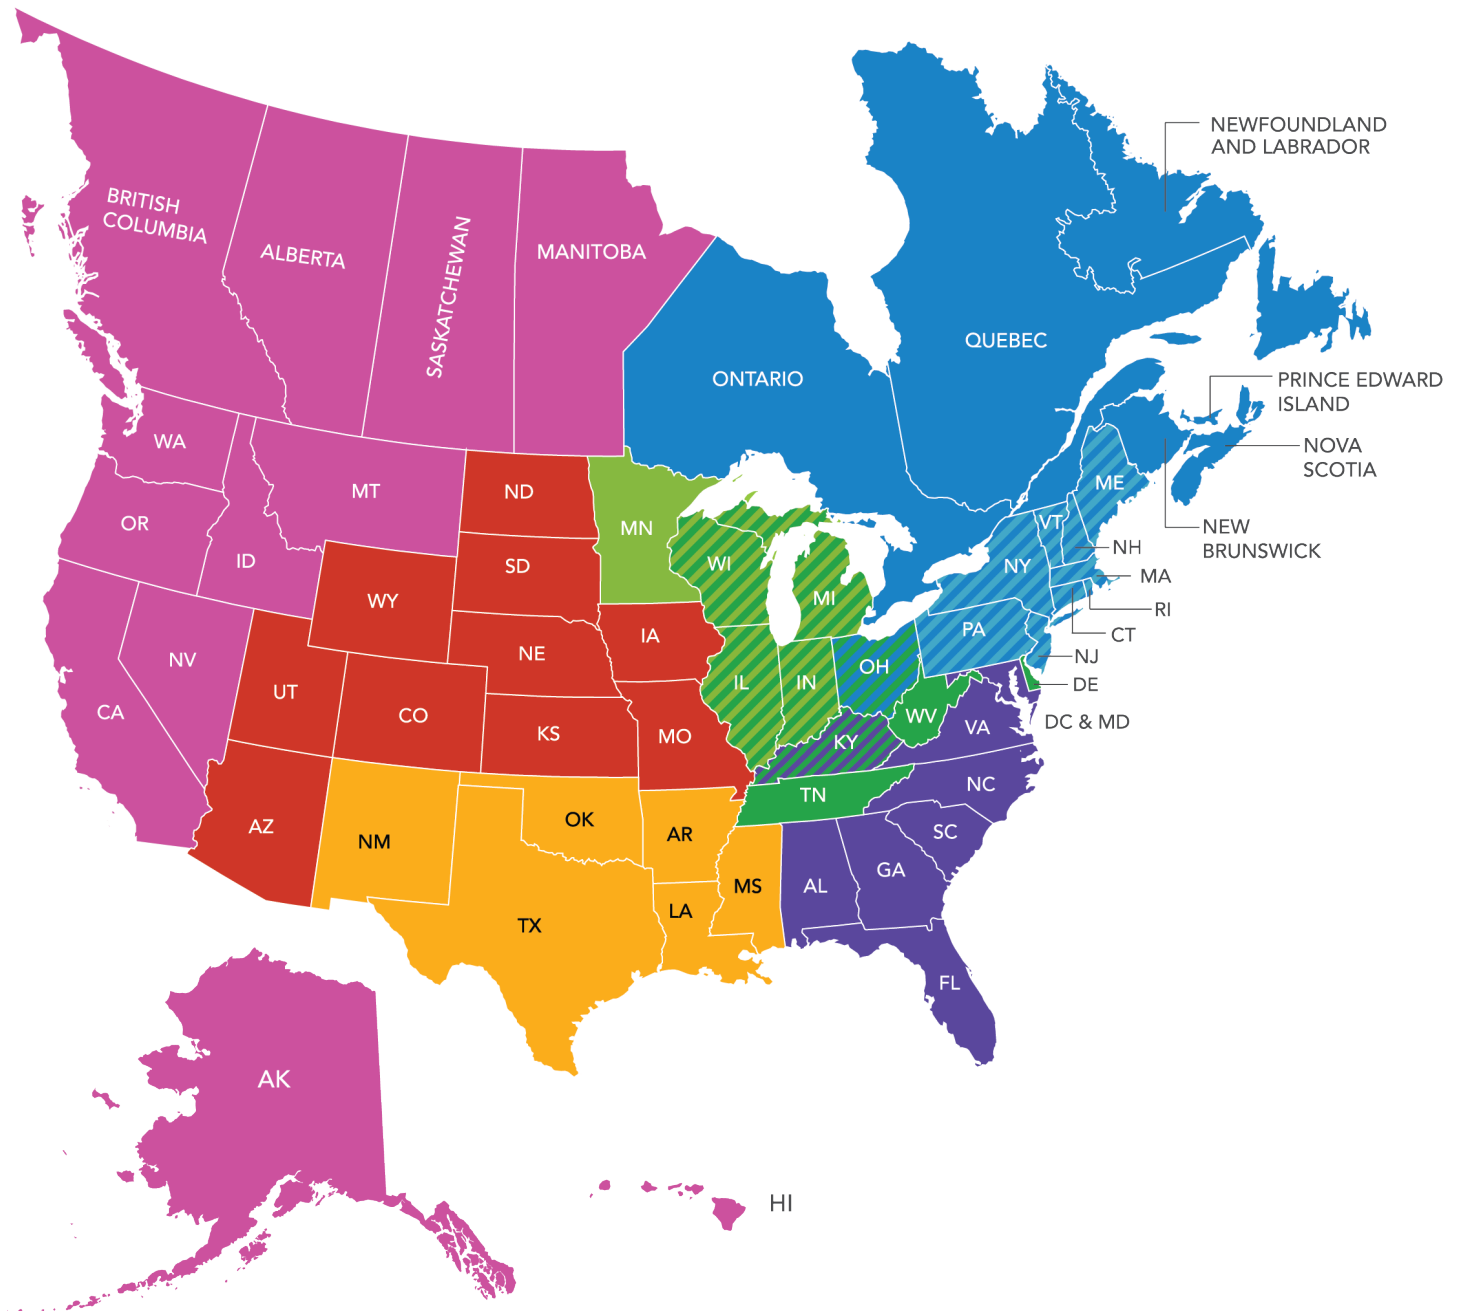 NEWFOUNDLAND
AND LABRADOR
BRITISH
COLUMBIA
ALBERTA
SASKATCHEWAN
MANITOBA
ONTARIO
QUEBEC
PRINCE EDWARD
ISLAND
NOVA
SCOTIA
NEW
BRUNSWICK
WA
OR
MT
ID
ND
MN
SD
WY
WI
MI
NY
VT
ME
NH
MA
RI
CT
NJ
DE
DC & MD
PA
IA
NE
NV
UT
CO
KS
MO
IL
IN
OH
WV
VA
KY
CA
AZ
NM
OK
AR
TN
NC
SC
GA
AL
MS
LA
TX
FL
AK
HI